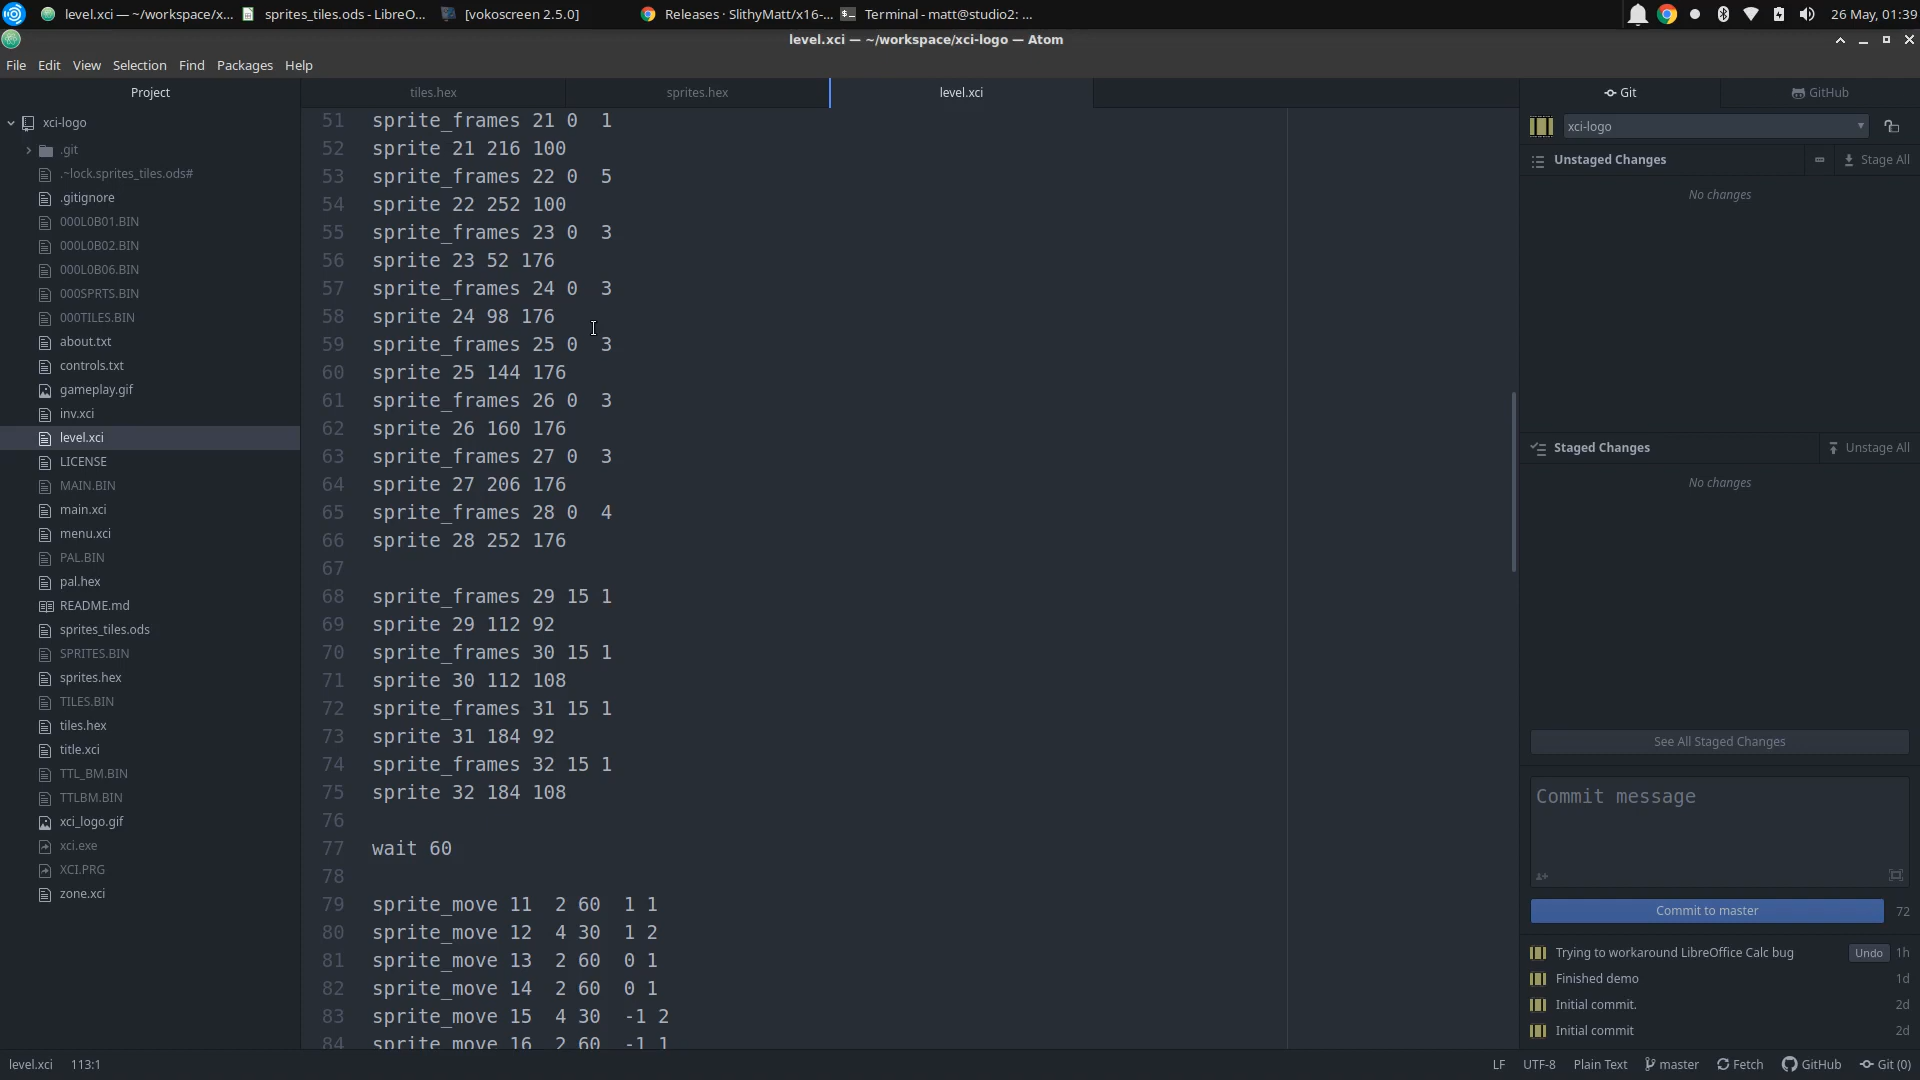 level.xci — ~/workspace/x...
sprites_tiles.ods - LibreO...
[vokoscreen 2.5.0]
Releases · SlithyMatt/x16-...
Terminal - matt@studio2: ...
26 May, 01:39
level.xci — ~/workspace/xci-logo — Atom
File Edit View Selection Find Packages Help
Project
tiles.hex
sprites.hex
level.xci
Git
GitHub
xci-logo
.git
.~lock.sprites_tiles.ods#
.gitignore
000L0B01.BIN
000L0B02.BIN
000L0B06.BIN
000SPRTS.BIN
000TILES.BIN
about.txt
controls.txt
gameplay.gif
inv.xci
level.xci
LICENSE
MAIN.BIN
main.xci
menu.xci
PAL.BIN
pal.hex
README.md
sprites_tiles.ods
SPRITES.BIN
sprites.hex
TILES.BIN
tiles.hex
title.xci
TTL_BM.BIN
TTLBM.BIN
xci_logo.gif
xci.exe
XCI.PRG
zone.xci
51 sprite_frames 21 0  1
52 sprite 21 216 100
53 sprite_frames 22 0  5
54 sprite 22 252 100
55 sprite_frames 23 0  3
56 sprite 23 52 176
57 sprite_frames 24 0  3
58 sprite 24 98 176
59 sprite_frames 25 0  3
60 sprite 25 144 176
61 sprite_frames 26 0  3
62 sprite 26 160 176
63 sprite_frames 27 0  3
64 sprite 27 206 176
65 sprite_frames 28 0  4
66 sprite 28 252 176
67
68 sprite_frames 29 15 1
69 sprite 29 112 92
70 sprite_frames 30 15 1
71 sprite 30 112 108
72 sprite_frames 31 15 1
73 sprite 31 184 92
74 sprite_frames 32 15 1
75 sprite 32 184 108
76
77 wait 60
78
79 sprite_move 11  2 60  1 1
80 sprite_move 12  4 30  1 2
81 sprite_move 13  2 60  0 1
82 sprite_move 14  2 60  0 1
83 sprite_move 15  4 30  -1 2
84 sprite_move 16  2 60  -1 1
xci-logo
Unstaged Changes
Stage All
No changes
Staged Changes
Unstage All
No changes
See All Staged Changes
Commit message
Commit to master
72
Trying to workaround LibreOffice Calc bug Undo 1h
Finished demo 1d
Initial commit. 2d
Initial commit 2d
level.xci 113:1
LF UTF-8 Plain Text master Fetch GitHub Git (0)